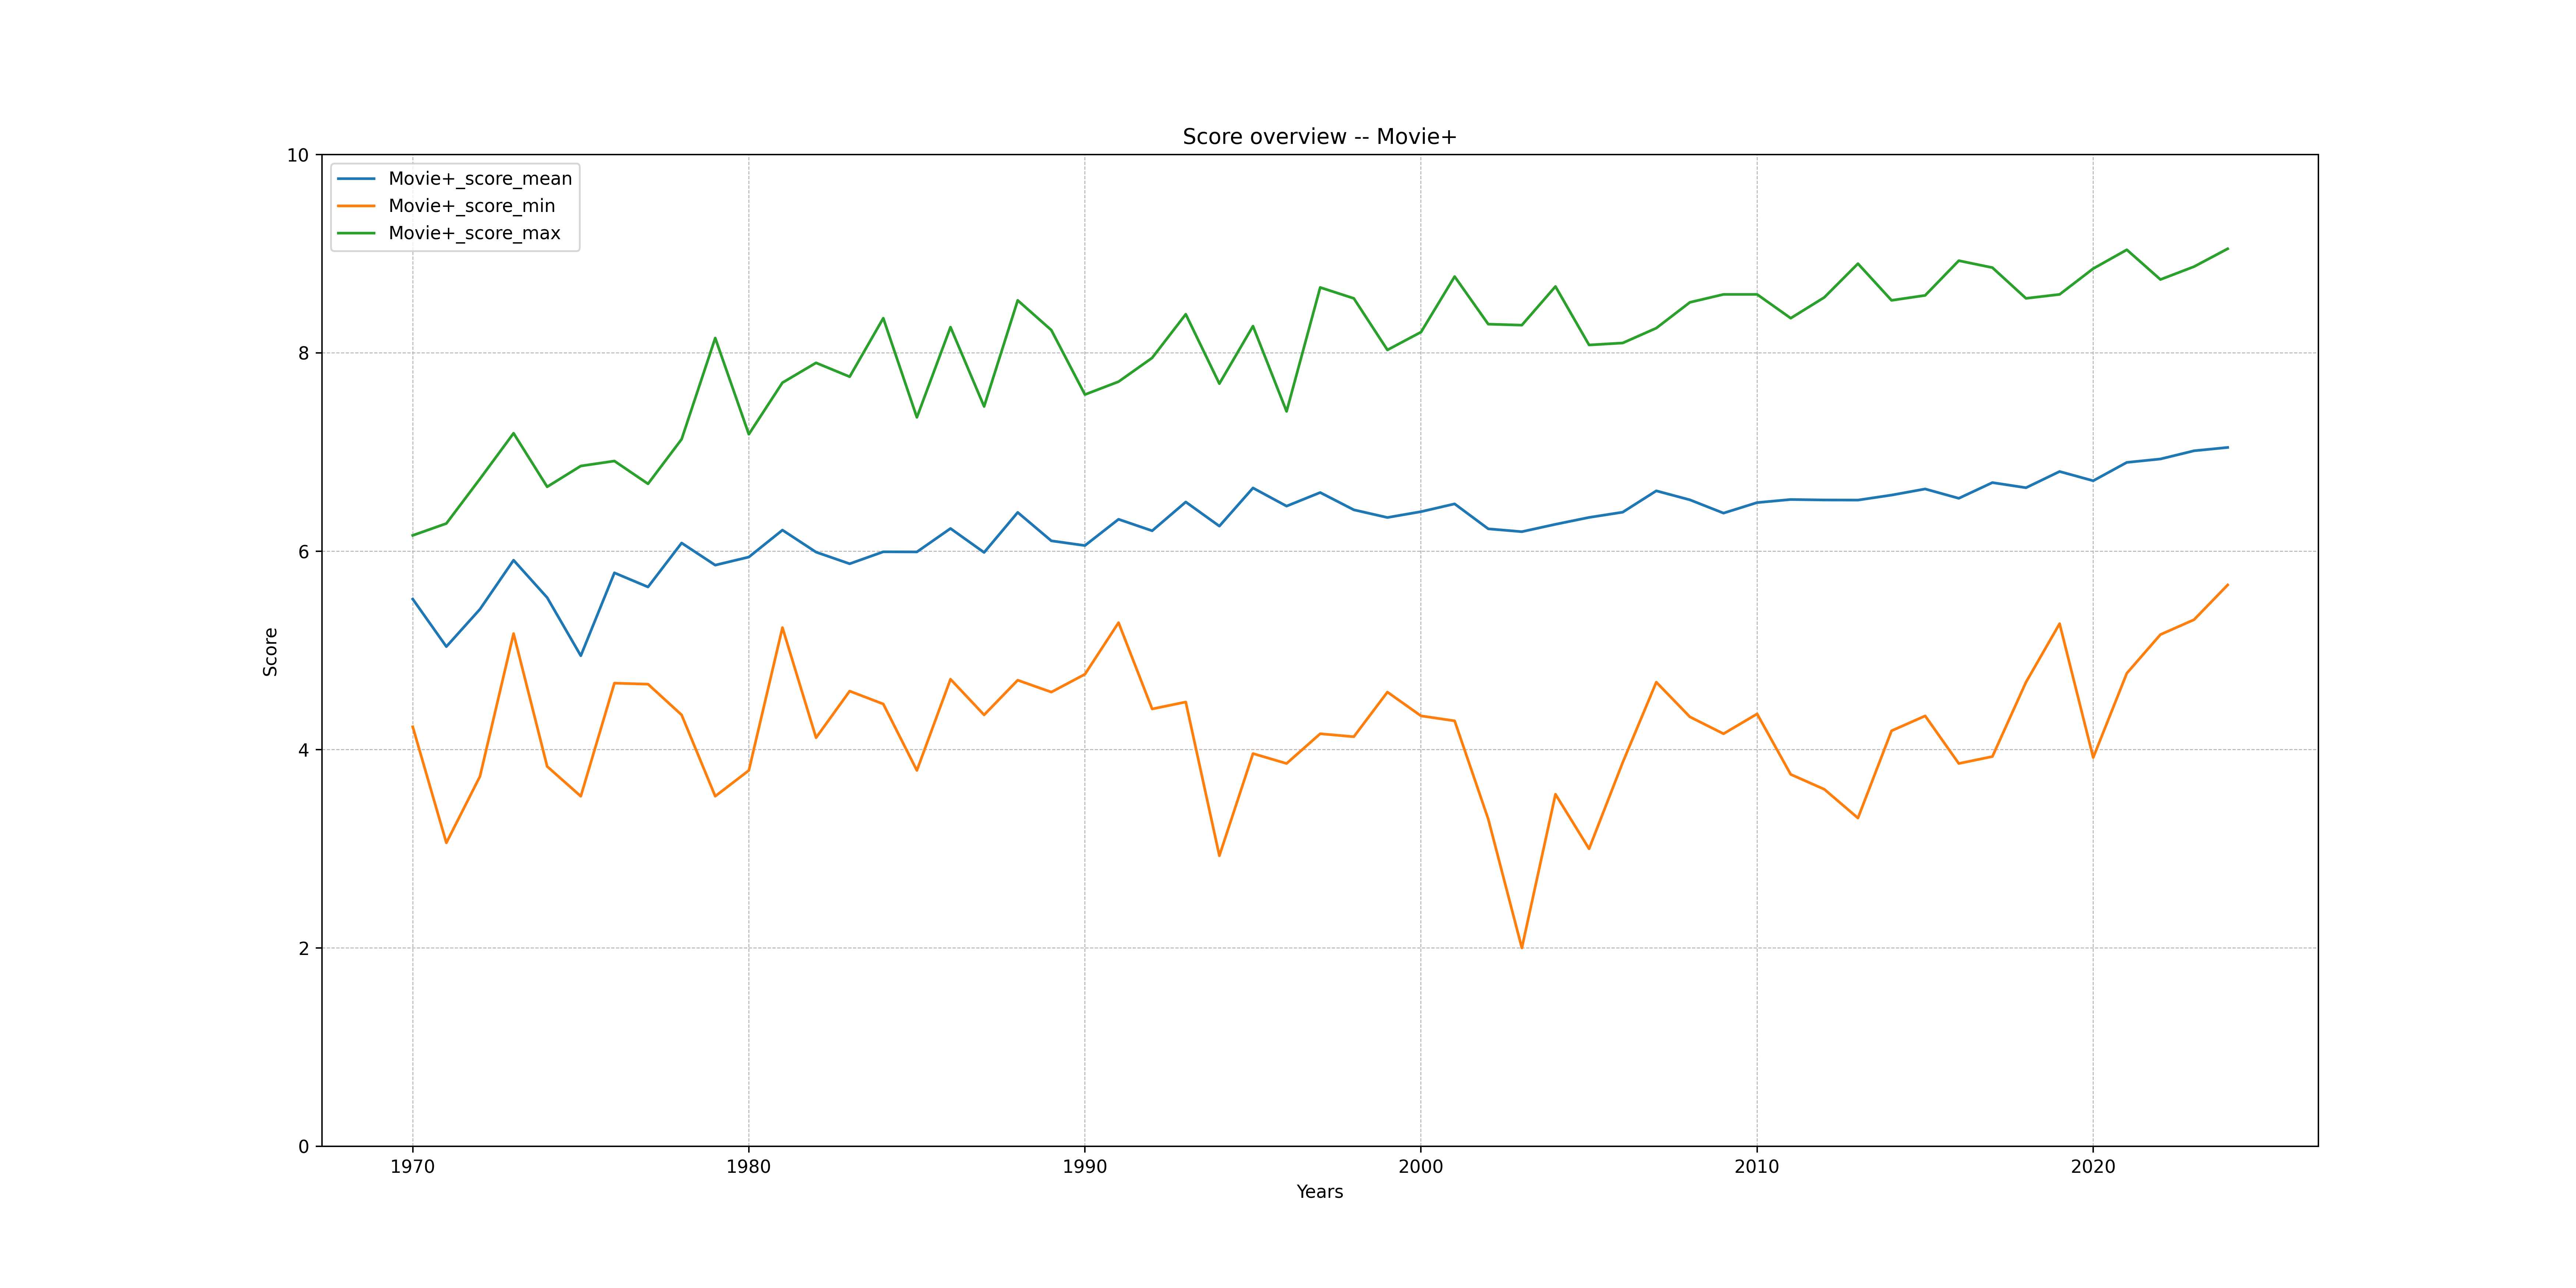 Score overview -- Movie+
Movie+_score_mean
Movie+_score_min
Movie+_score_max
10
8
6
4
2
0
Score
1970 1980 1990 2000 2010 2020
Years